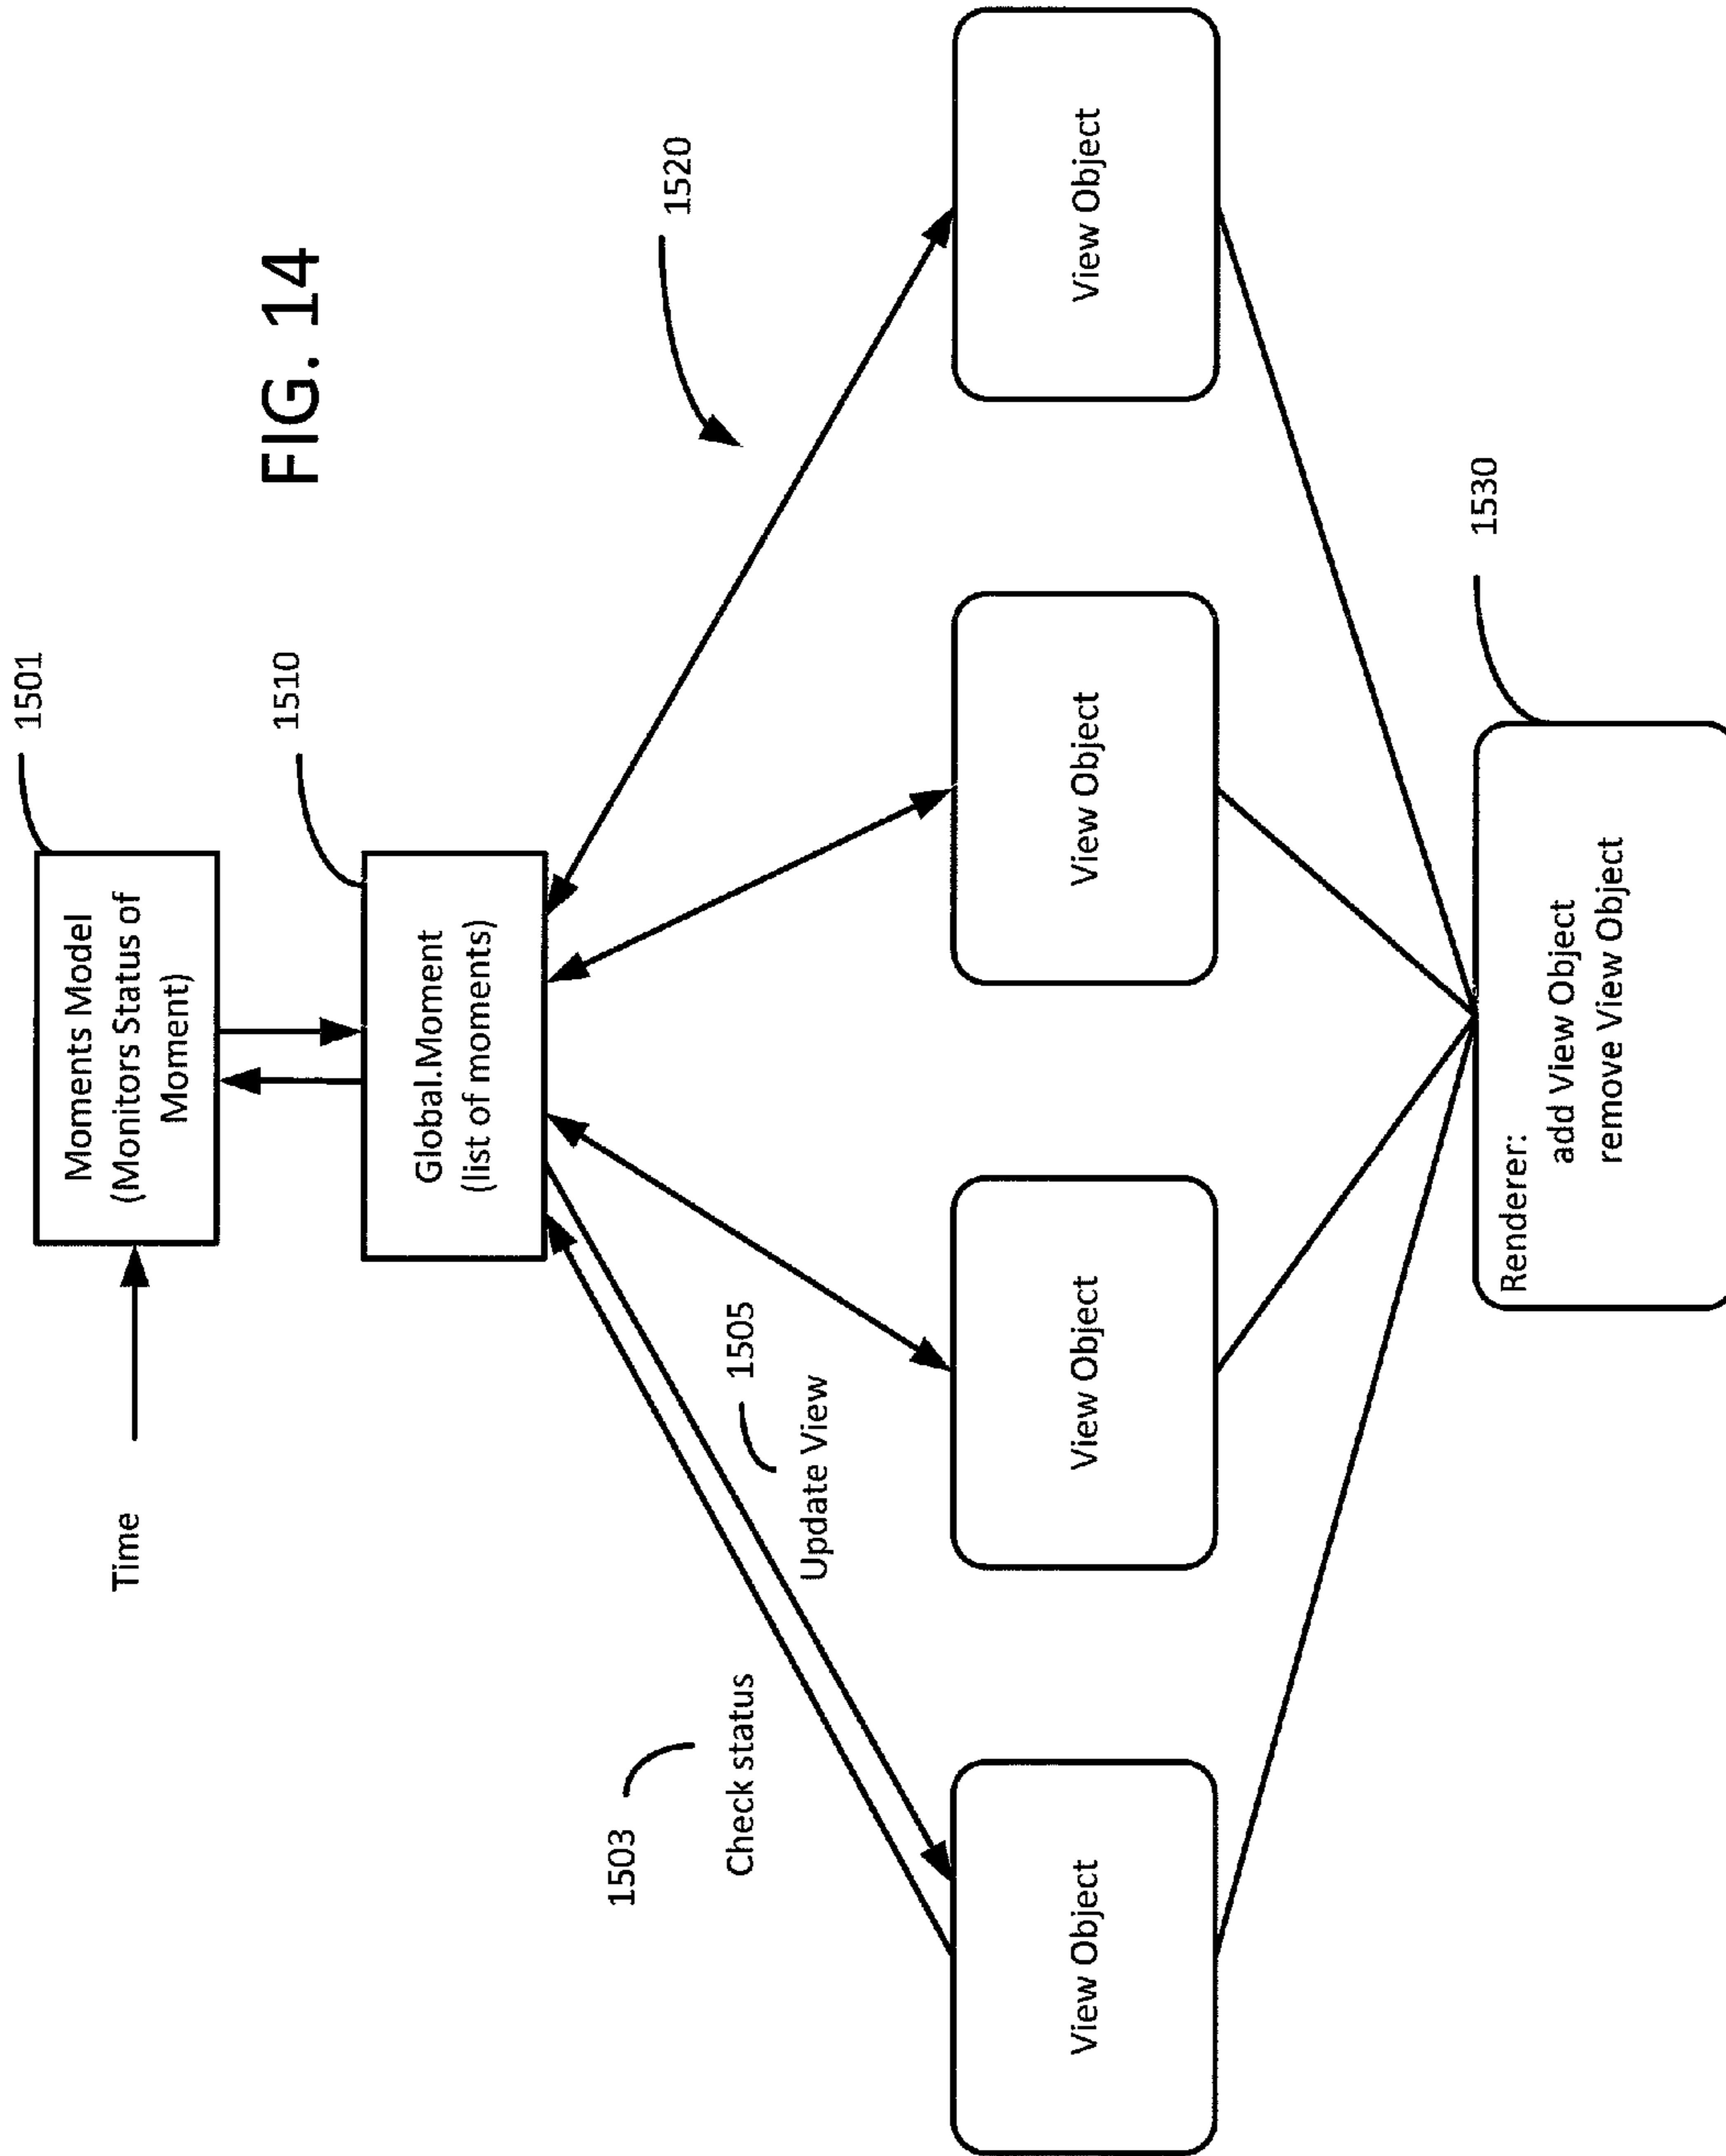 FIG. 14
1501
Time
Moments Model
(Monitors Status of
Moment)
1510
Global.Moment
(list of moments)
1503
Check status
1505
Update View
1520
View Object
View Object
View Object
View Object
1530
Renderer:
add View Object
remove View Object